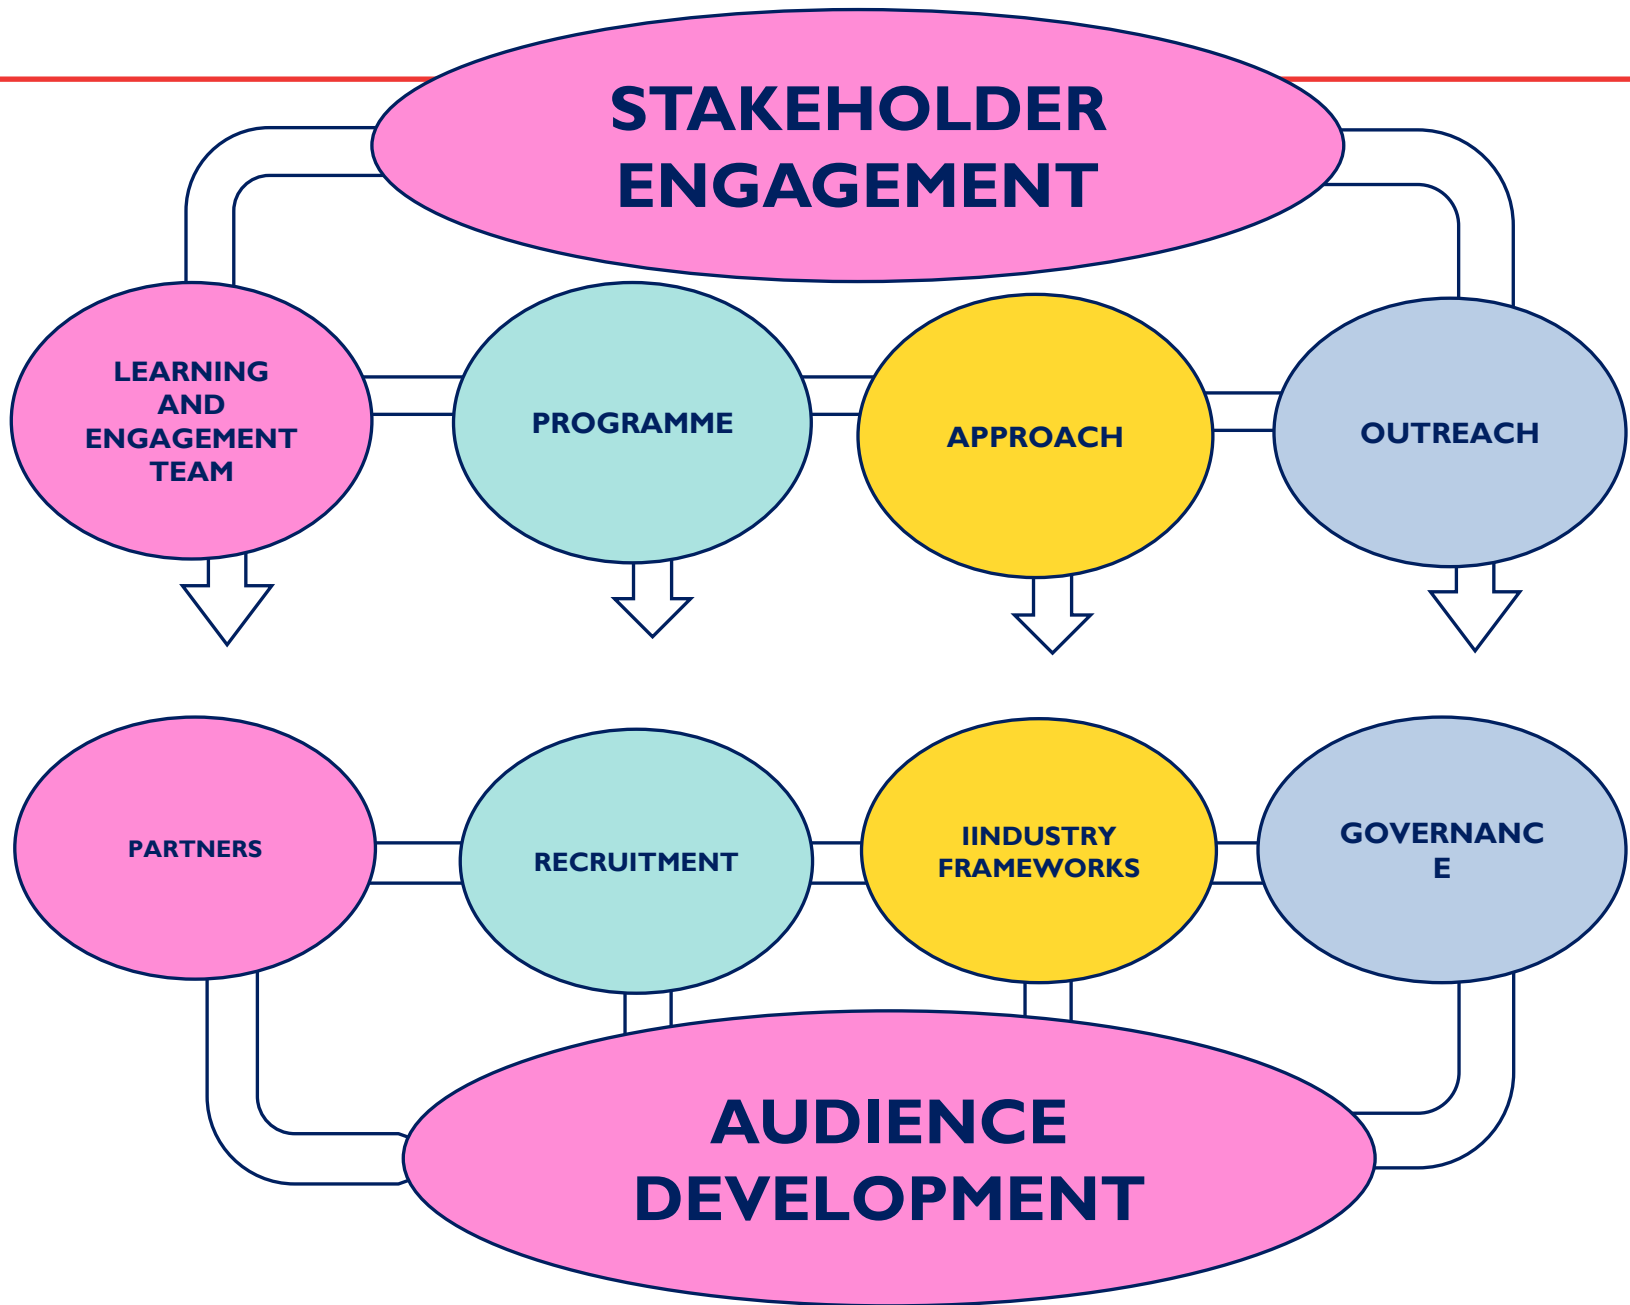 STAKEHOLDER
ENGAGEMENT
LEARNING
AND
ENGAGEMENT
TEAM
PROGRAMME
APPROACH
OUTREACH
PARTNERS
RECRUITMENT
IINDUSTRY
FRAMEWORKS
GOVERNANC
E
AUDIENCE
DEVELOPMENT